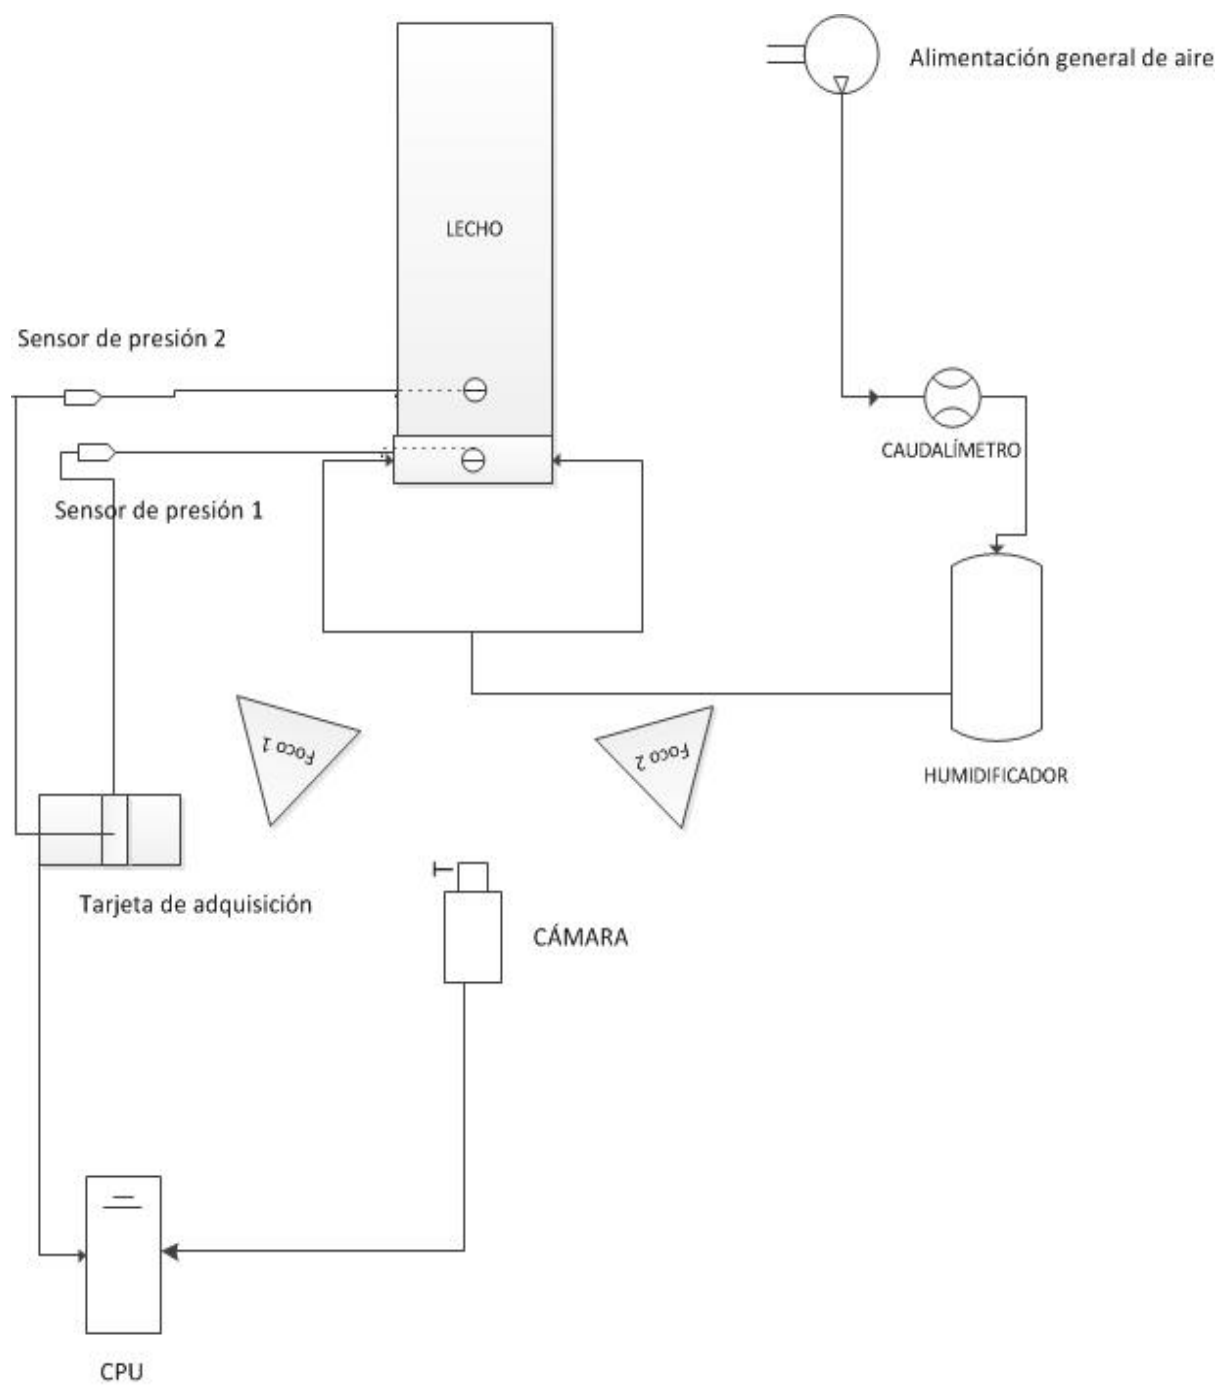 Alimentación general de aire
LECHO
Sensor de presión 2
CAUDALÍMETRO
Sensor de presión 1
Foco 1
Foco 2
HUMIDIFICADOR
Tarjeta de adquisición
CÁMARA
CPU